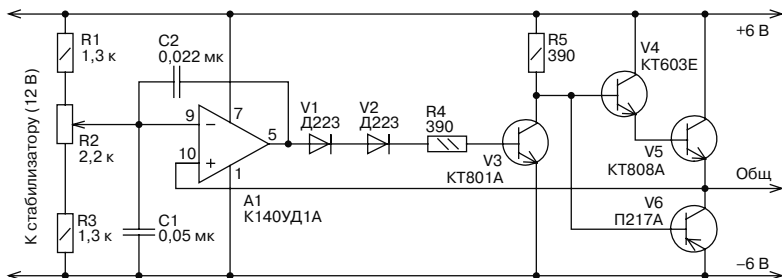 К стабилизатору (12 В)
R1
1,3 к
R2
2,2 к
R3
1,3 к
C2
0,022 мк
C1
0,05 мк
9
10
7
5
1
A1
К140УД1А
V1
Д223
V2
Д223
R4
390
R5
390
V3
КТ801А
V4
КТ603Е
V5
КТ808А
V6
П217А
+6 В
Общ
−6 В